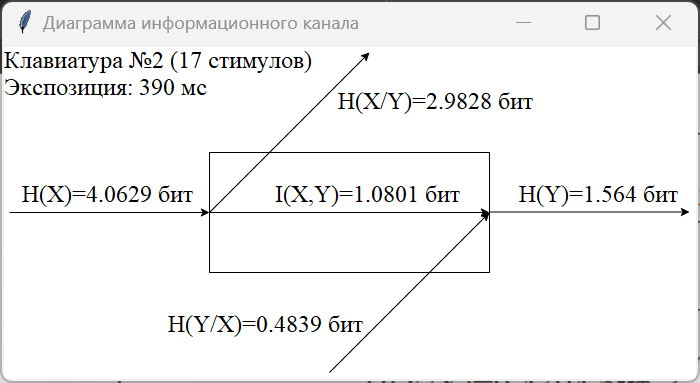 Диаграмма информационного канала
Клавиатура №2 (17 стимулов)
Экспозиция: 390 мс
H(X/Y)=2.9828 бит
H(X)=4.0629 бит
I(X,Y)=1.0801 бит
H(Y)=1.564 бит
H(Y/X)=0.4839 бит